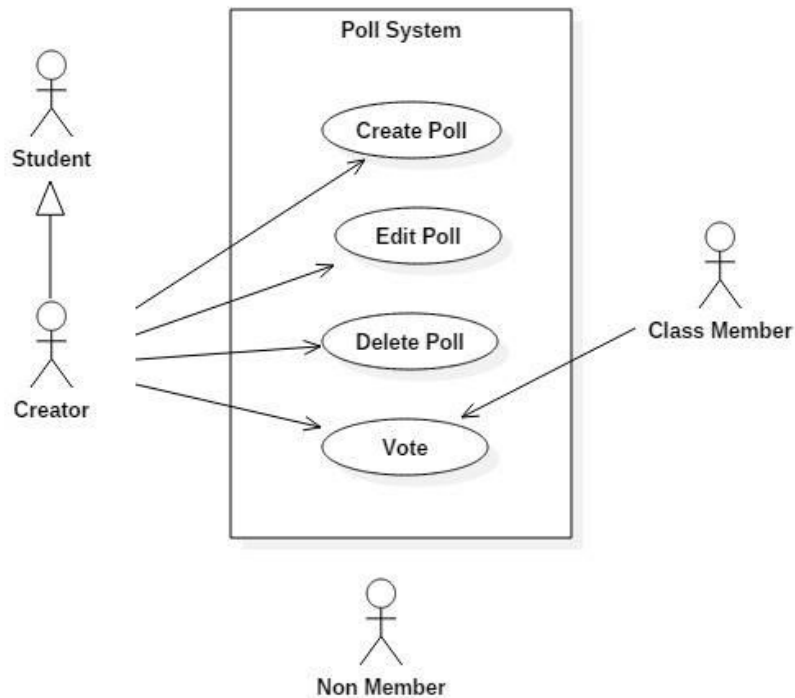 Poll System
Student
Create Poll
Edit Poll
Class Member
Delete Poll
Creator
Vote
Non Member